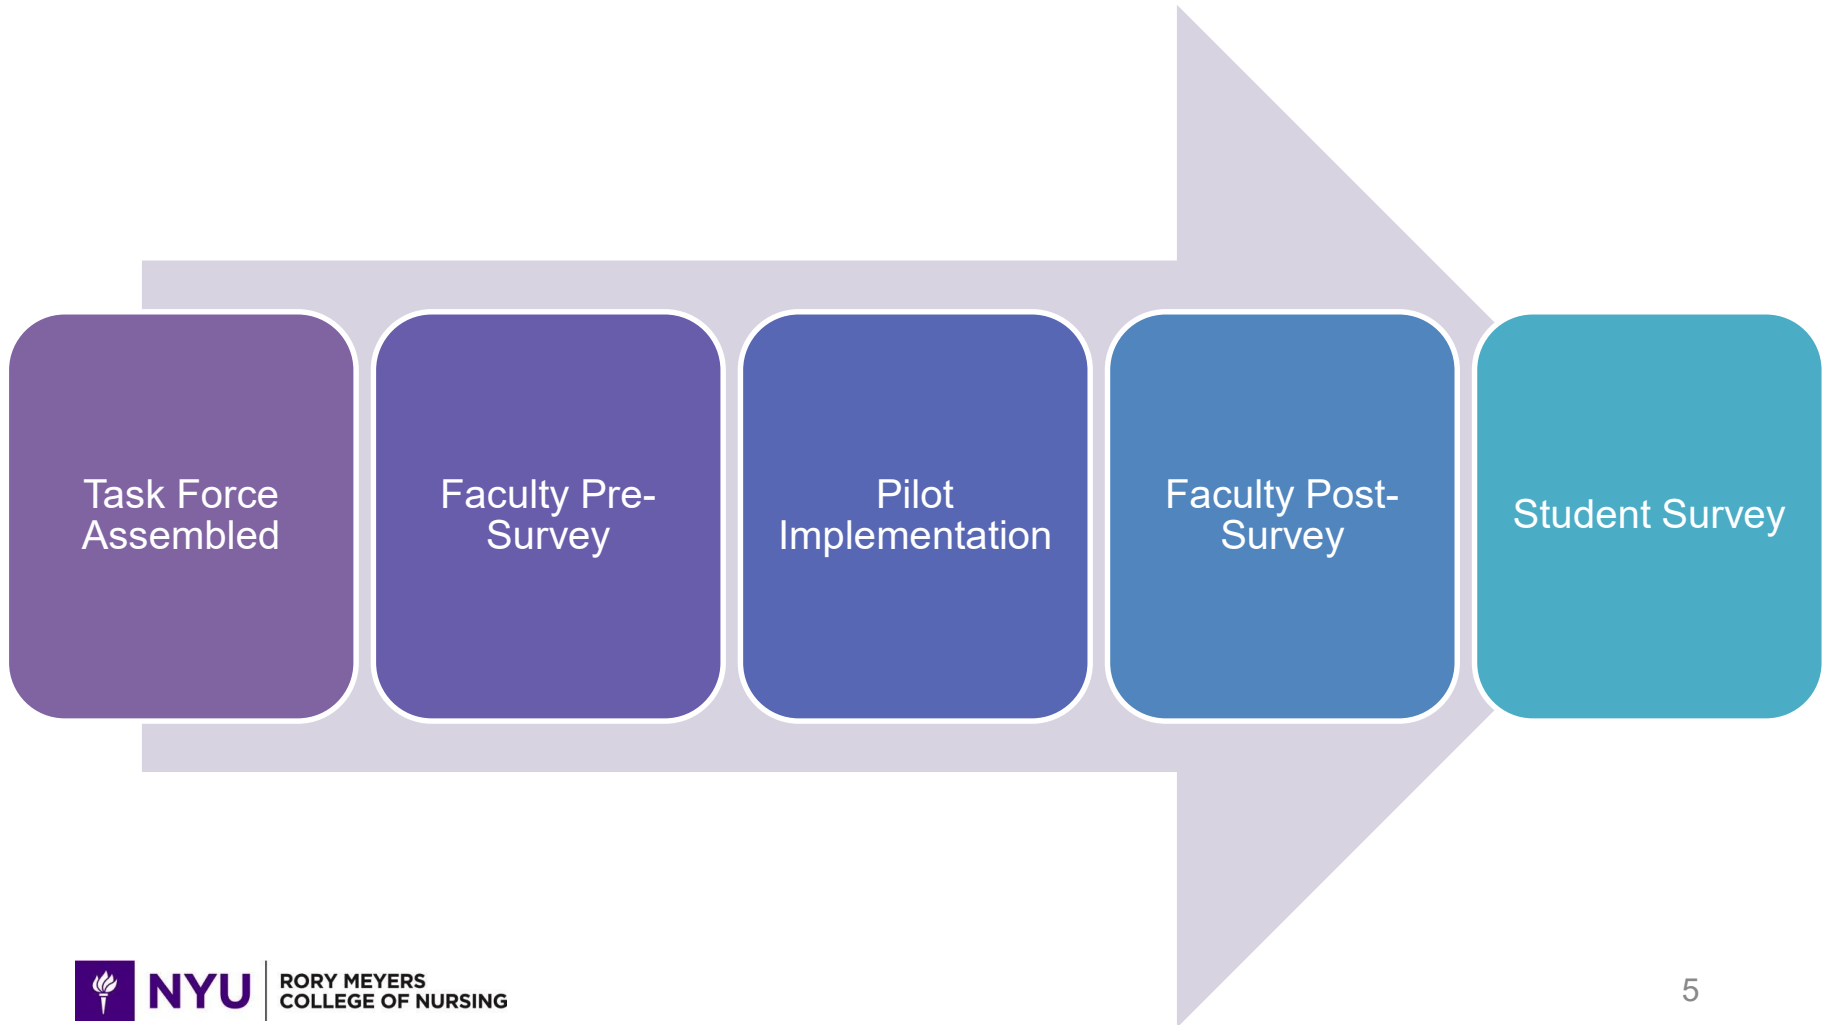 Task Force
Assembled
Faculty Pre-
Survey
Pilot
Implementation
Faculty Post-
Survey
Student Survey
NYU
RORY MEYERS
COLLEGE OF NURSING
5